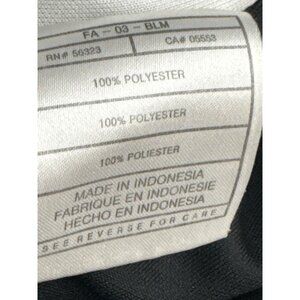 FA - 03 - BLM
RN# 56323 CA# 05553
100% POLYESTER
100% POLYESTER
100% POLIESTER
MADE IN INDONESIA
FABRIQUE EN INDONESIE
HECHO EN INDONESIA
SEE REVERSE FOR CARE